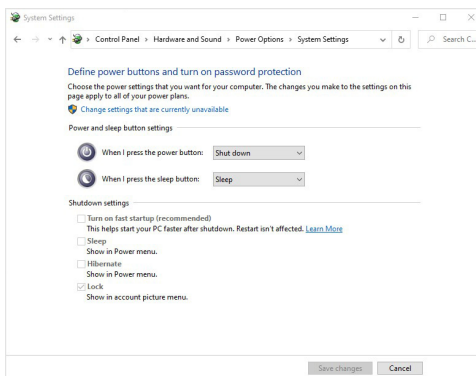 System Settings
Control Panel > Hardware and Sound > Power Options > System Settings
Search C...
Define power buttons and turn on password protection
Choose the power settings that you want for your computer. The changes you make to the settings on this
page apply to all of your power plans.
Change settings that are currently unavailable
Power and sleep button settings
When I press the power button: Shut down
When I press the sleep button: Sleep
Shutdown settings
Turn on fast startup (recommended)
This helps start your PC faster after shutdown. Restart isn't affected. Learn More
Sleep
Show in Power menu.
Hibernate
Show in Power menu.
Lock
Show in account picture menu.
Save changes Cancel